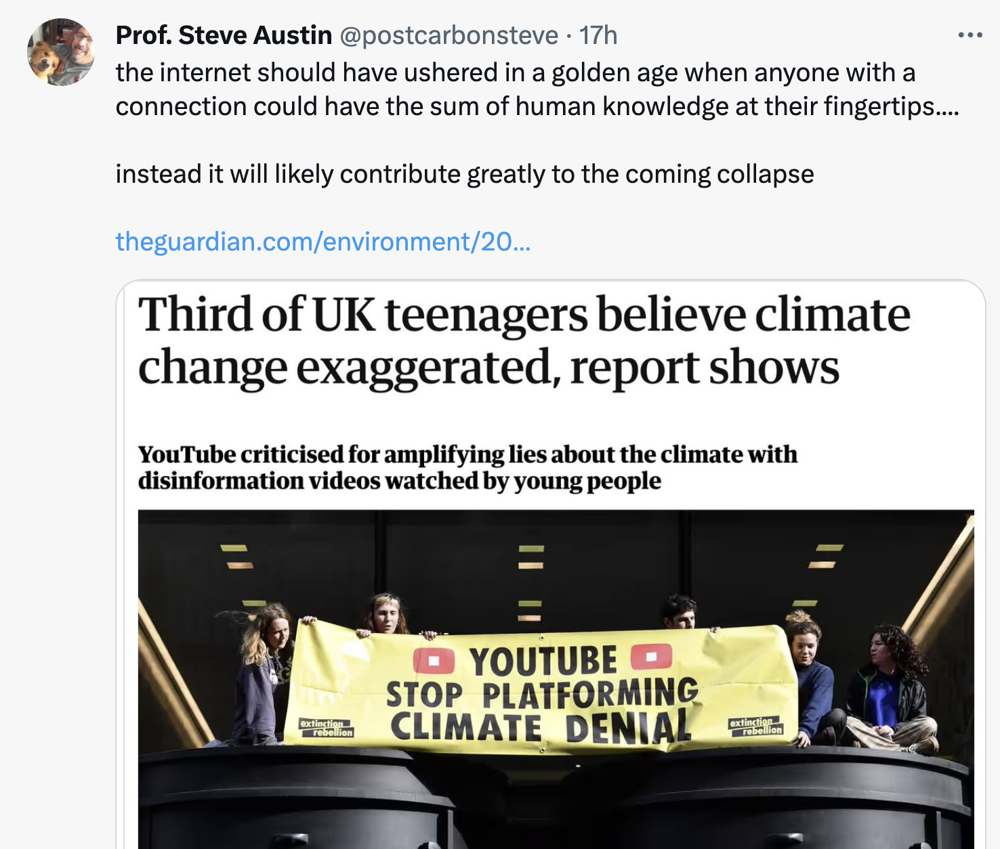 Prof. Steve Austin @postcarbonsteve · 17h
the internet should have ushered in a golden age when anyone with a
connection could have the sum of human knowledge at their fingertips....
instead it will likely contribute greatly to the coming collapse
theguardian.com/environment/20...
Third of UK teenagers believe climate
change exaggerated, report shows
YouTube criticised for amplifying lies about the climate with
disinformation videos watched by young people
YOUTUBE
STOP PLATFORMING
CLIMATE DENIAL
extinction
rebellion
extinction
rebellion